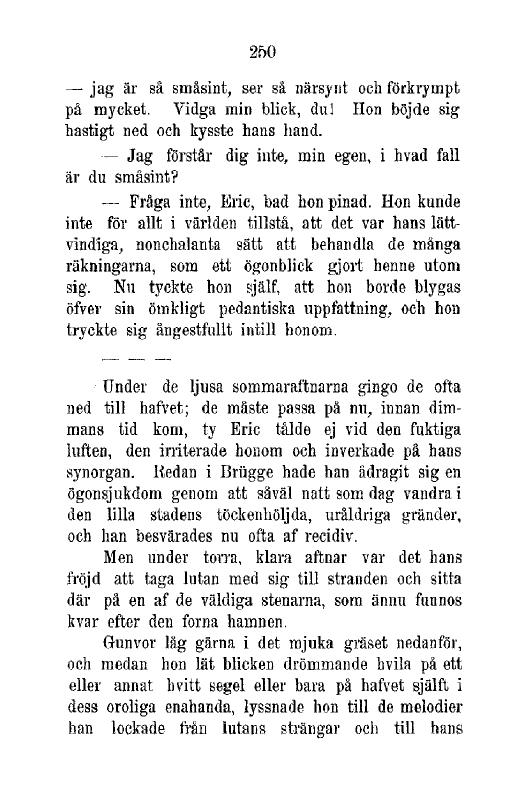 250
— jag är så småsint, ser så närsynt och förkrympt
på mycket. Vidga min blick, du! Hon böjde sig
hastigt ned och kysste hans hand.
— Jag förstår dig inte, min egen, i hvad fall
är du småsint?
— Fråga inte, Eric, bad hon pinad. Hon kunde
inte för allt i världen tillstå, att det var hans lätt-
vindiga, nonchalanta sätt att behandla de många
räkningarna, som ett ögonblick gjort henne utom
sig. Nu tyckte hon själf, att hon borde blygas
öfver sin ömkligt pedantiska uppfattning, och hon
tryckte sig ångestfullt intill honom.
— — —
Under de ljusa sommaraftnarna gingo de ofta
ned till hafvet; de måste passa på nu, innan dim-
mans tid kom, ty Eric tålde ej vid den fuktiga
luften, den irriterade honom och inverkade på hans
synorgan. Redan i Brügge hade han ådragit sig en
ögonsjukdom genom att såväl natt som dag vandra i
den lilla stadens töckenhöljda, uråldriga gränder,
och han besvärades nu ofta af recidiv.
Men under torra, klara aftnar var det hans
fröjd att taga lutan med sig till stranden och sitta
där på en af de väldiga stenarna, som ännu funnos
kvar efter den forna hamnen.
Gunvor låg gärna i det mjuka gräset nedanför,
och medan hon lät blicken drömmande hvila på ett
eller annat hvitt segel eller bara på hafvet själft i
dess oroliga enahanda, lyssnade hon till de melodier
han lockade från lutans strängar och till hans